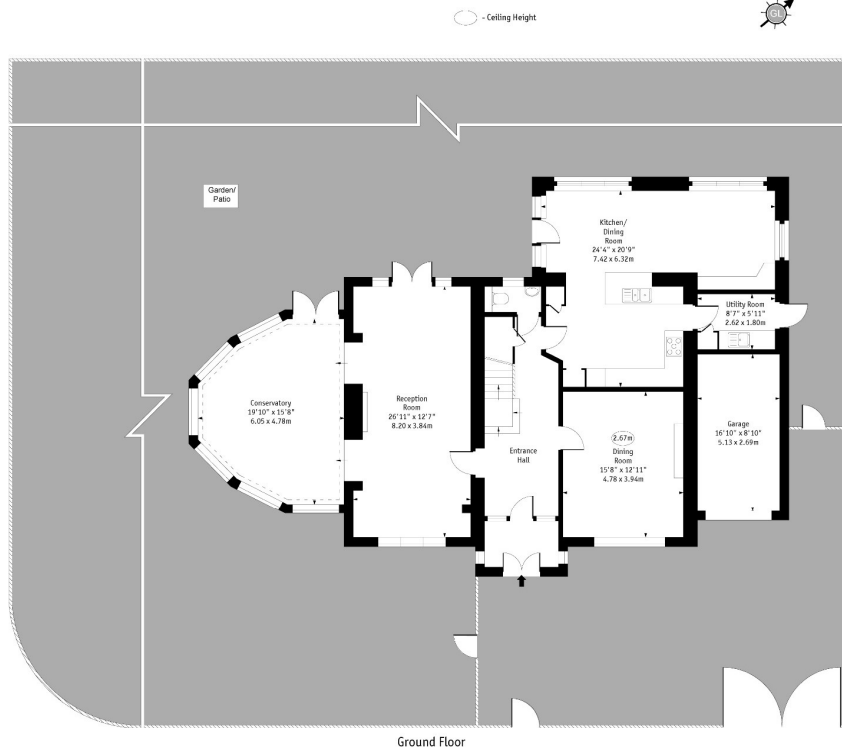 - Ceiling Height
GL
Garden/
Patio
Kitchen/
Dining
Room
24'4" x 20'9"
7.42 x 6.32m
Utility Room
8'7" x 5'11"
2.62 x 1.80m
Conservatory
19'10" x 15'8"
6.05 x 4.78m
Reception
Room
26'11" x 12'7"
8.20 x 3.84m
Entrance
Hall
2.67m
Dining
Room
15'8" x 12'11"
4.78 x 3.94m
Garage
16'10" x 8'10"
5.13 x 2.69m
Ground Floor